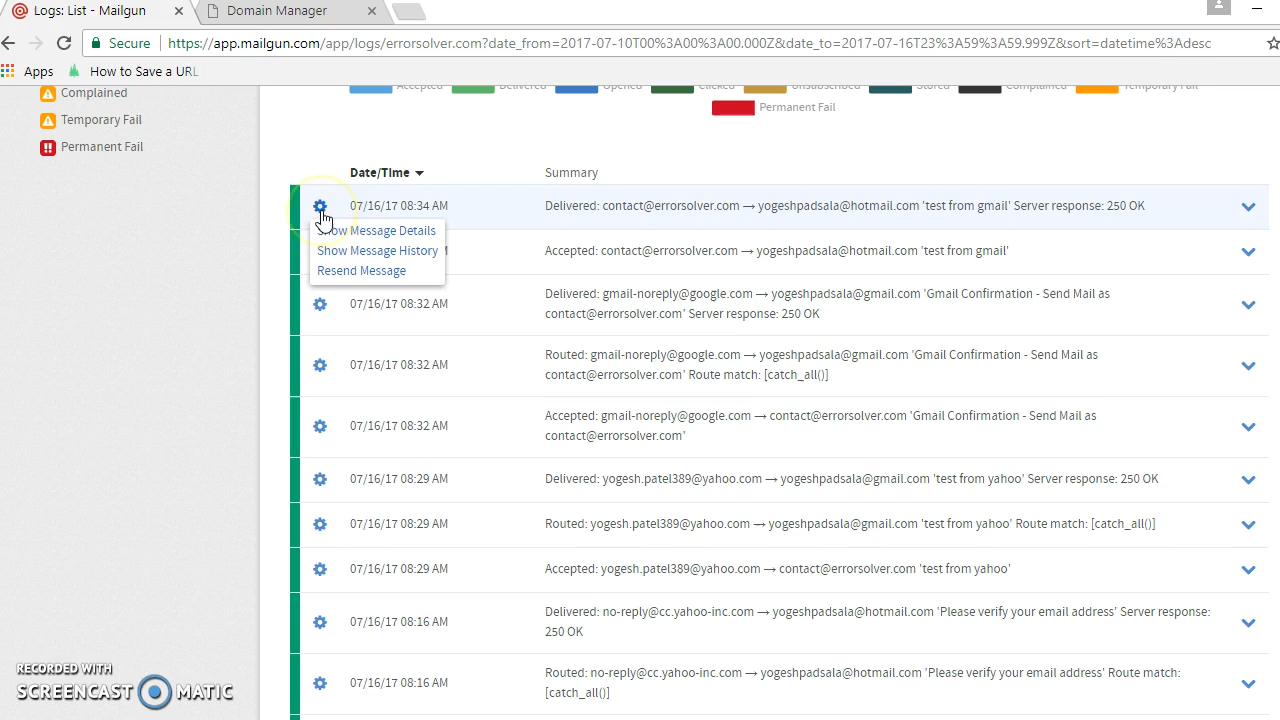 Logs: List - Mailgun
Domain Manager
Secure
https://app.mailgun.com/app/logs/errorsolver.com?date_from=2017-07-10T00%3A00%3A00.000Z&date_to=2017-07-16T23%3A59%3A59.999Z&sort=datetime%3Adesc
Apps
How to Save a URL
Complained
Temporary Fail
Permanent Fail
Accepted
Delivered
Opened
Clicked
Unsubscribed
Stored
Complained
Temporary Fail
Permanent Fail
Date/Time
Summary
07/16/17 08:34 AM
Delivered: contact@errorsolver.com → yogeshpadsala@hotmail.com 'test from gmail' Server response: 250 OK
Show Message Details
Show Message History
Resend Message
Accepted: contact@errorsolver.com → yogeshpadsala@hotmail.com 'test from gmail'
07/16/17 08:32 AM
Delivered: gmail-noreply@google.com → yogeshpadsala@gmail.com 'Gmail Confirmation - Send Mail as
contact@errorsolver.com' Server response: 250 OK
07/16/17 08:32 AM
Routed: gmail-noreply@google.com → yogeshpadsala@gmail.com 'Gmail Confirmation - Send Mail as
contact@errorsolver.com' Route match: [catch_all()]
07/16/17 08:32 AM
Accepted: gmail-noreply@google.com → contact@errorsolver.com 'Gmail Confirmation - Send Mail as
contact@errorsolver.com'
07/16/17 08:29 AM
Delivered: yogesh.patel389@yahoo.com → yogeshpadsala@gmail.com 'test from yahoo' Server response: 250 OK
07/16/17 08:29 AM
Routed: yogesh.patel389@yahoo.com → yogeshpadsala@gmail.com 'test from yahoo' Route match: [catch_all()]
07/16/17 08:29 AM
Accepted: yogesh.patel389@yahoo.com → contact@errorsolver.com 'test from yahoo'
07/16/17 08:16 AM
Delivered: no-reply@cc.yahoo-inc.com → yogeshpadsala@hotmail.com 'Please verify your email address' Server response:
250 OK
07/16/17 08:16 AM
Routed: no-reply@cc.yahoo-inc.com → yogeshpadsala@hotmail.com 'Please verify your email address' Route match:
[catch_all()]
RECORDED WITH
SCREENCAST MATIC